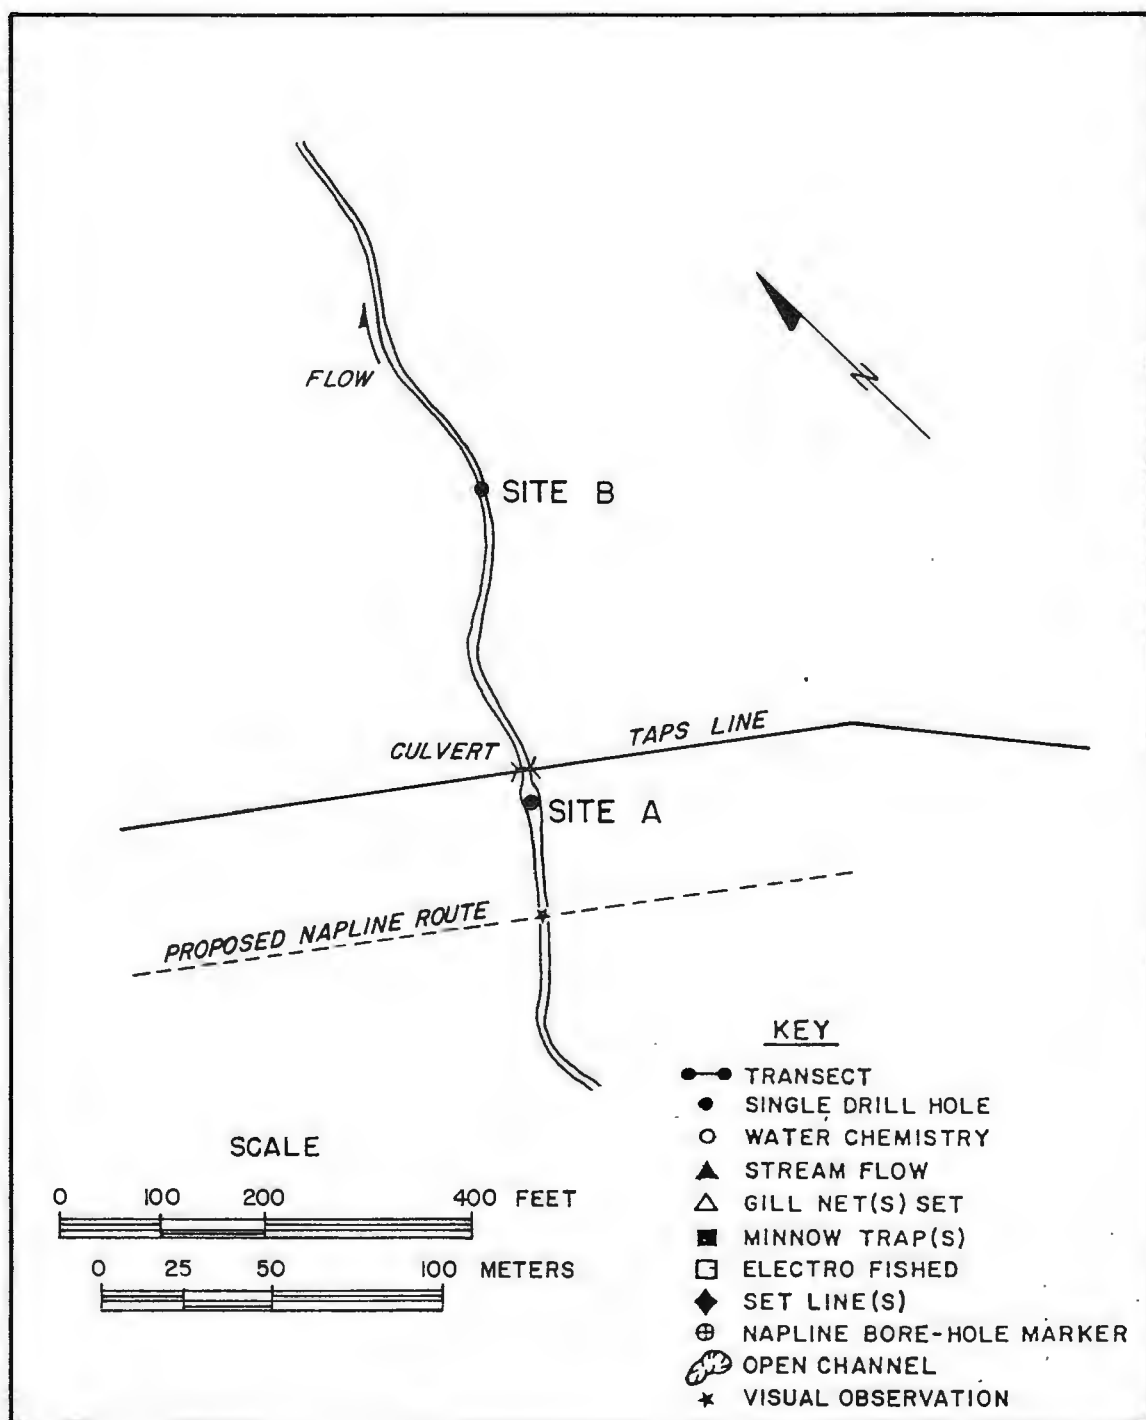 FLOW
N
SITE B
TAPS LINE
CULVERT
SITE A
PROPOSED NAPLINE ROUTE
KEY
TRANSECT
SINGLE DRILL HOLE
WATER CHEMISTRY
STREAM FLOW
GILL NET(S) SET
MINNOW TRAP(S)
ELECTRO FISHED
SET LINE(S)
NAPLINE BORE-HOLE MARKER
OPEN CHANNEL
VISUAL OBSERVATION
SCALE
0 100 200 400 FEET
0 25 50 100 METERS